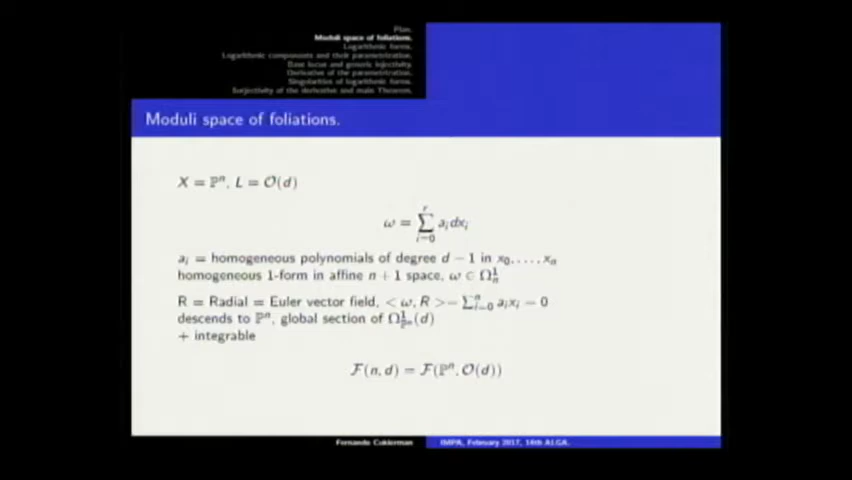 Plan.
Moduli space of foliations.
Logarithmic forms.
Logarithmic components and their parametrization.
Base locus and generic injectivity.
Derivative of the parametrization.
Singularities of logarithmic forms.
Surjectivity of the derivative and main Theorem.
Moduli space of foliations.
X = ℙⁿ, L = 𝒪(d)
ω = ∑_{i=0}^{r} a_i dx_i
a_i = homogeneous polynomials of degree d − 1 in x_0, . . . , x_n
homogeneous 1-form in affine n + 1 space, ω ∈ Ω^1_n
R = Radial = Euler vector field, < ω, R >= ∑_{i=0}^{n} a_i x_i = 0
descends to ℙⁿ, global section of Ω^1_{ℙⁿ}(d)
+ integrable
ℱ(n, d) = ℱ(ℙⁿ, 𝒪(d))
Fernando Cukierman IMPA, February 2017, 14th ALGA.